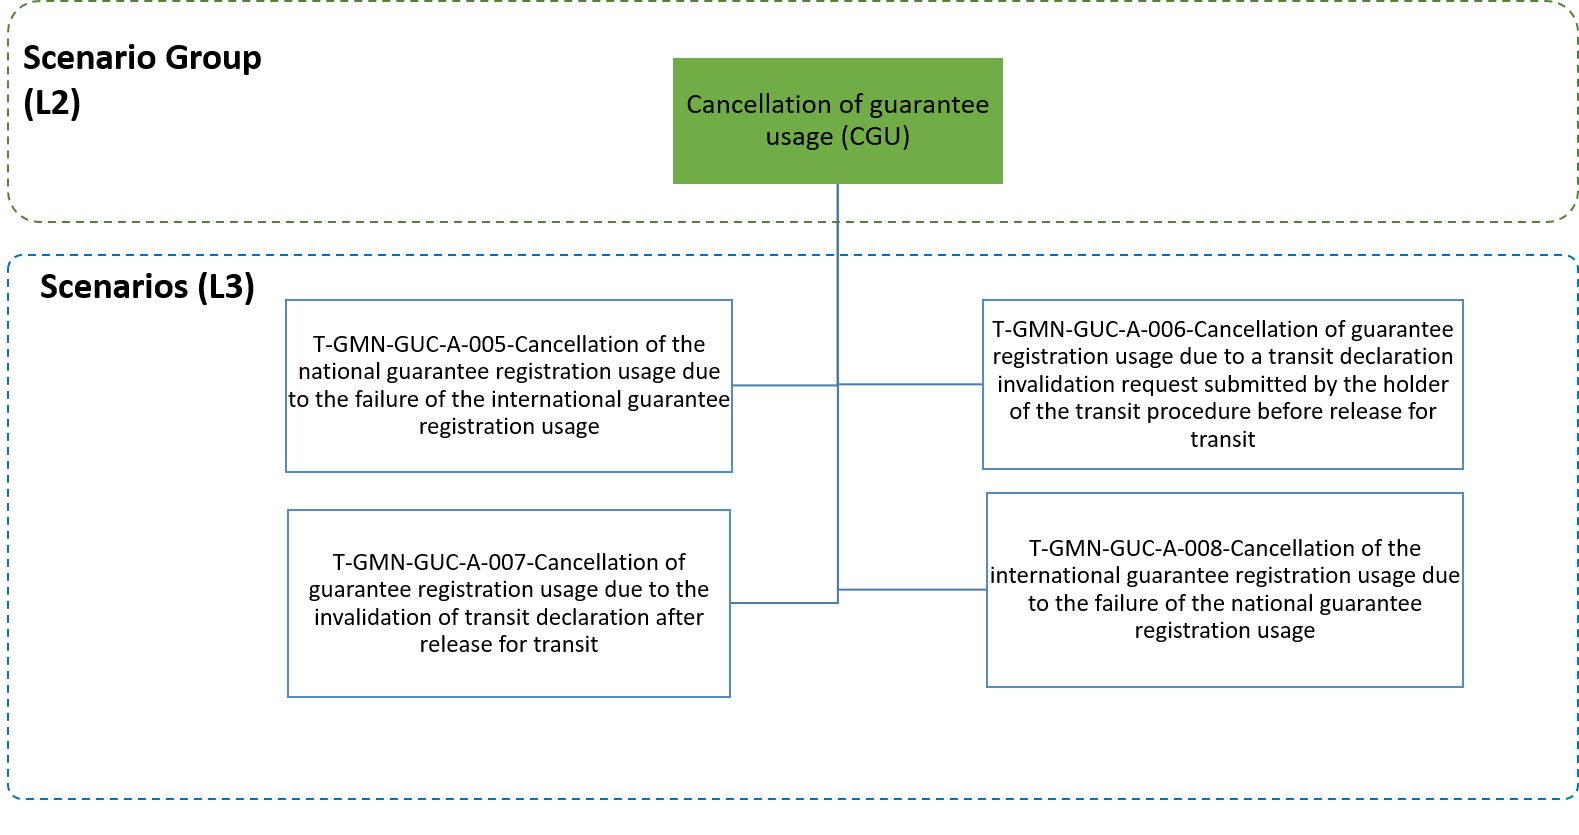 Scenario Group
(L2)
Cancellation of guarantee
usage (CGU)
Scenarios (L3)
T-GMN-GUC-A-005-Cancellation of the
national guarantee registration usage due
to the failure of the international guarantee
registration usage
T-GMN-GUC-A-006-Cancellation of guarantee
registration usage due to a transit declaration
invalidation request submitted by the holder
of the transit procedure before release for
transit
T-GMN-GUC-A-007-Cancellation of
guarantee registration usage due to the
invalidation of transit declaration after
release for transit
T-GMN-GUC-A-008-Cancellation of the
international guarantee registration usage due
to the failure of the national guarantee
registration usage